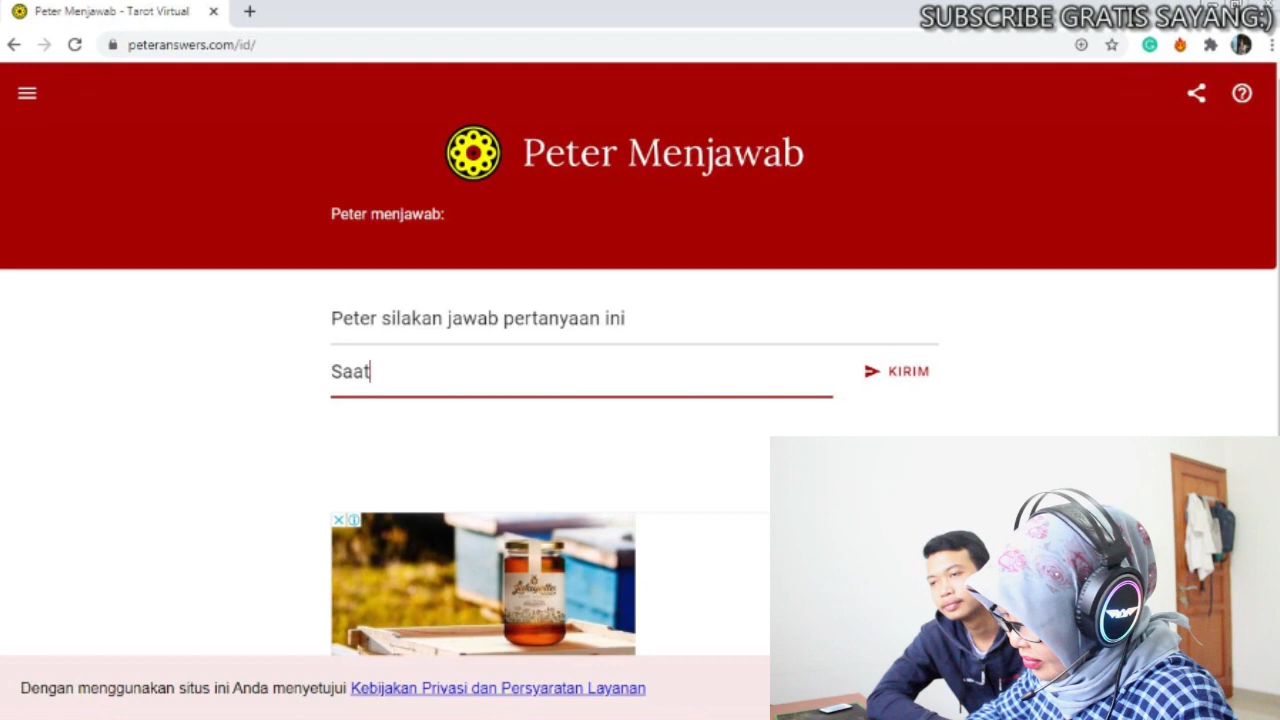 Peter Menjawab - Tarot Virtual
SUBSCRIBE GRATIS SAYANG:)
peteranswers.com/id/
Peter Menjawab
Peter menjawab:
Peter silakan jawab pertanyaan ini
Saat
KIRIM
Dengan menggunakan situs ini Anda menyetujui Kebijakan Privasi dan Persyaratan Layanan